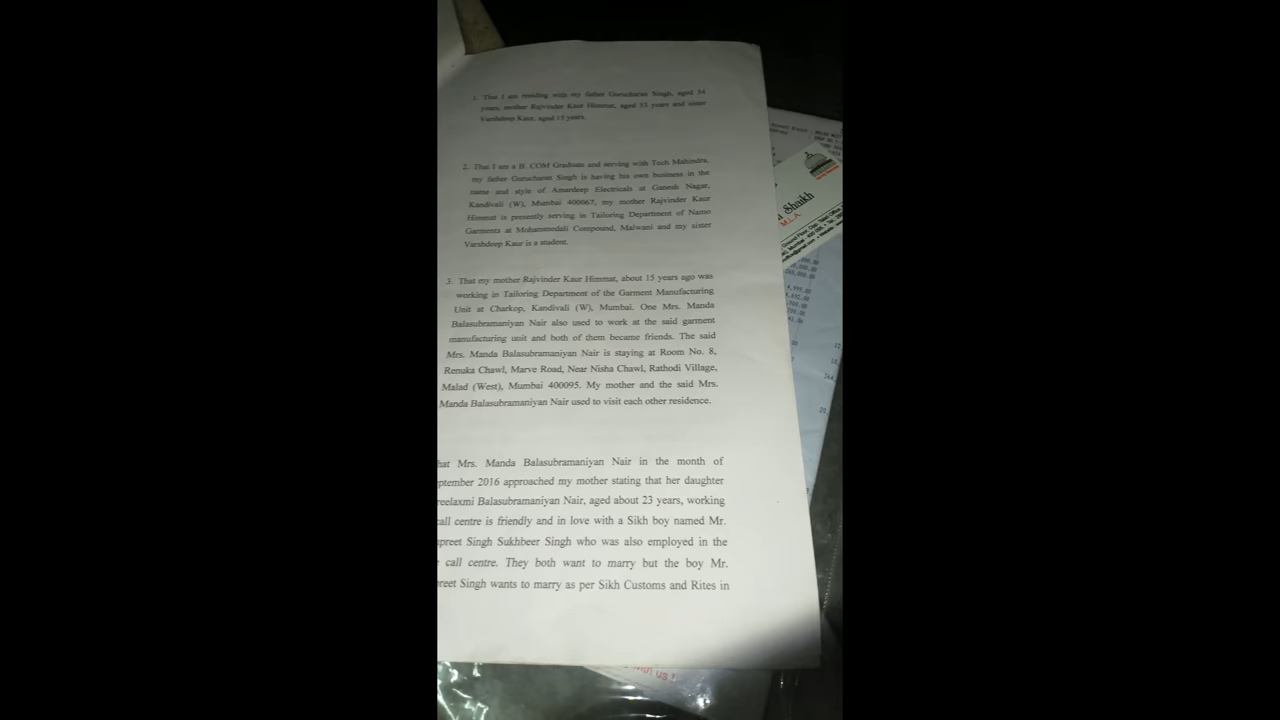 1. That I am residing with my father Gurucharan Singh, aged 54
years, mother Rajvinder Kaur Himmat, aged 53 years and sister
Varshdeep Kaur, aged 15 years.
2. That I am a B. COM Graduate and serving with Tech Mahindra,
my father Gurucharan Singh is having his own business in the
name and style of Amardeep Electricals at Ganesh Nagar,
Kandivali (W), Mumbai 400067, my mother Rajvinder Kaur
Himmat is presently serving in Tailoring Department of Namo
Garments at Mohammedali Compound, Malwani and my sister
Varshdeep Kaur is a student.
3. That my mother Rajvinder Kaur Himmat, about 15 years ago was
working in Tailoring Department of the Garment Manufacturing
Unit at Charkop, Kandivali (W), Mumbai. One Mrs. Manda
Balasubramaniyan Nair also used to work at the said garment
manufacturing unit and both of them became friends. The said
Mrs. Manda Balasubramaniyan Nair is staying at Room No. 8,
Renuka Chawl, Marve Road, Near Nisha Chawl, Rathodi Village,
Malad (West), Mumbai 400095. My mother and the said Mrs.
Manda Balasubramaniyan Nair used to visit each other residence.
hat Mrs. Manda Balasubramaniyan Nair in the month of
ptember 2016 approached my mother stating that her daughter
reelaxmi Balasubramaniyan Nair, aged about 23 years, working
call centre is friendly and in love with a Sikh boy named Mr.
preet Singh Sukhbeer Singh who was also employed in the
call centre. They both want to marry but the boy Mr.
preet Singh wants to marry as per Sikh Customs and Rites in
Shaikh
M.L.A.
4,995.00
with us !